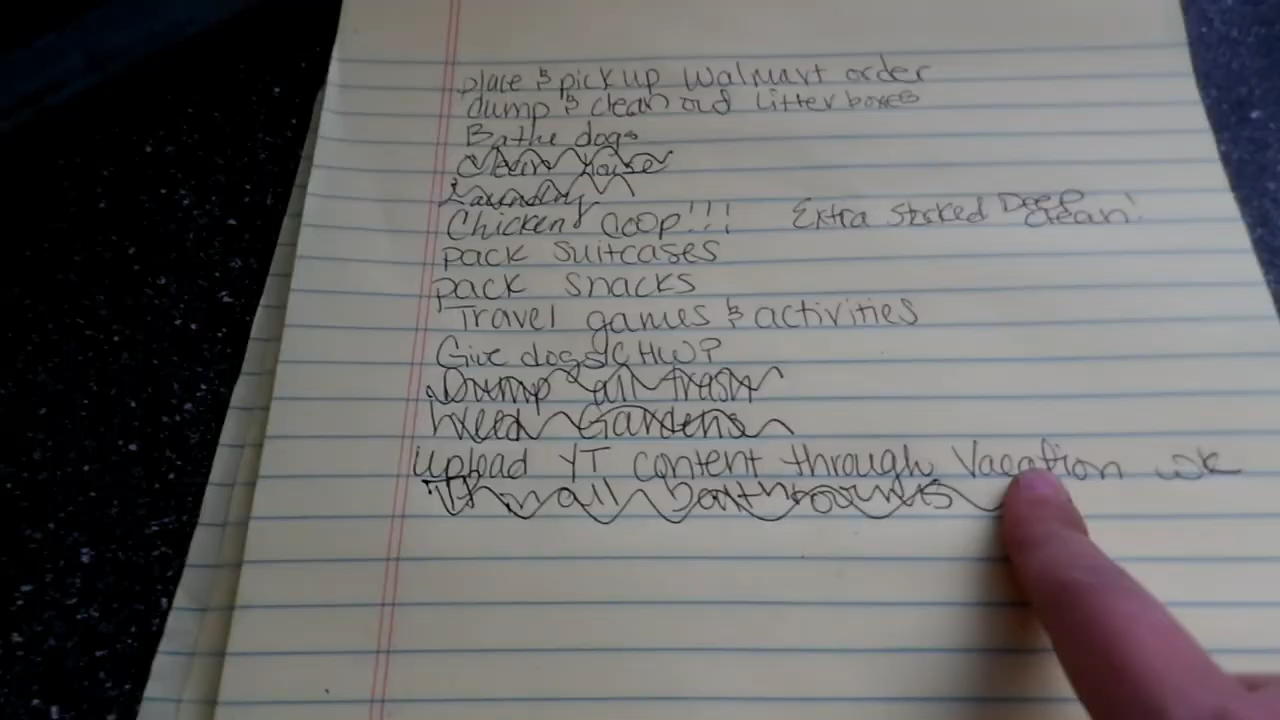 place & pick up Walmart order
dump & clean out litter boxes
Bathe dogs
Clean House
Laundry
Chicken COOP!!! Extra Stocked Deep clean!
pack suitcases
pack snacks
Travel games & activities
Give dogs CHWP
Dump all trash
Weed Gardens
Upload YT content through Vacation wk
all bathrooms